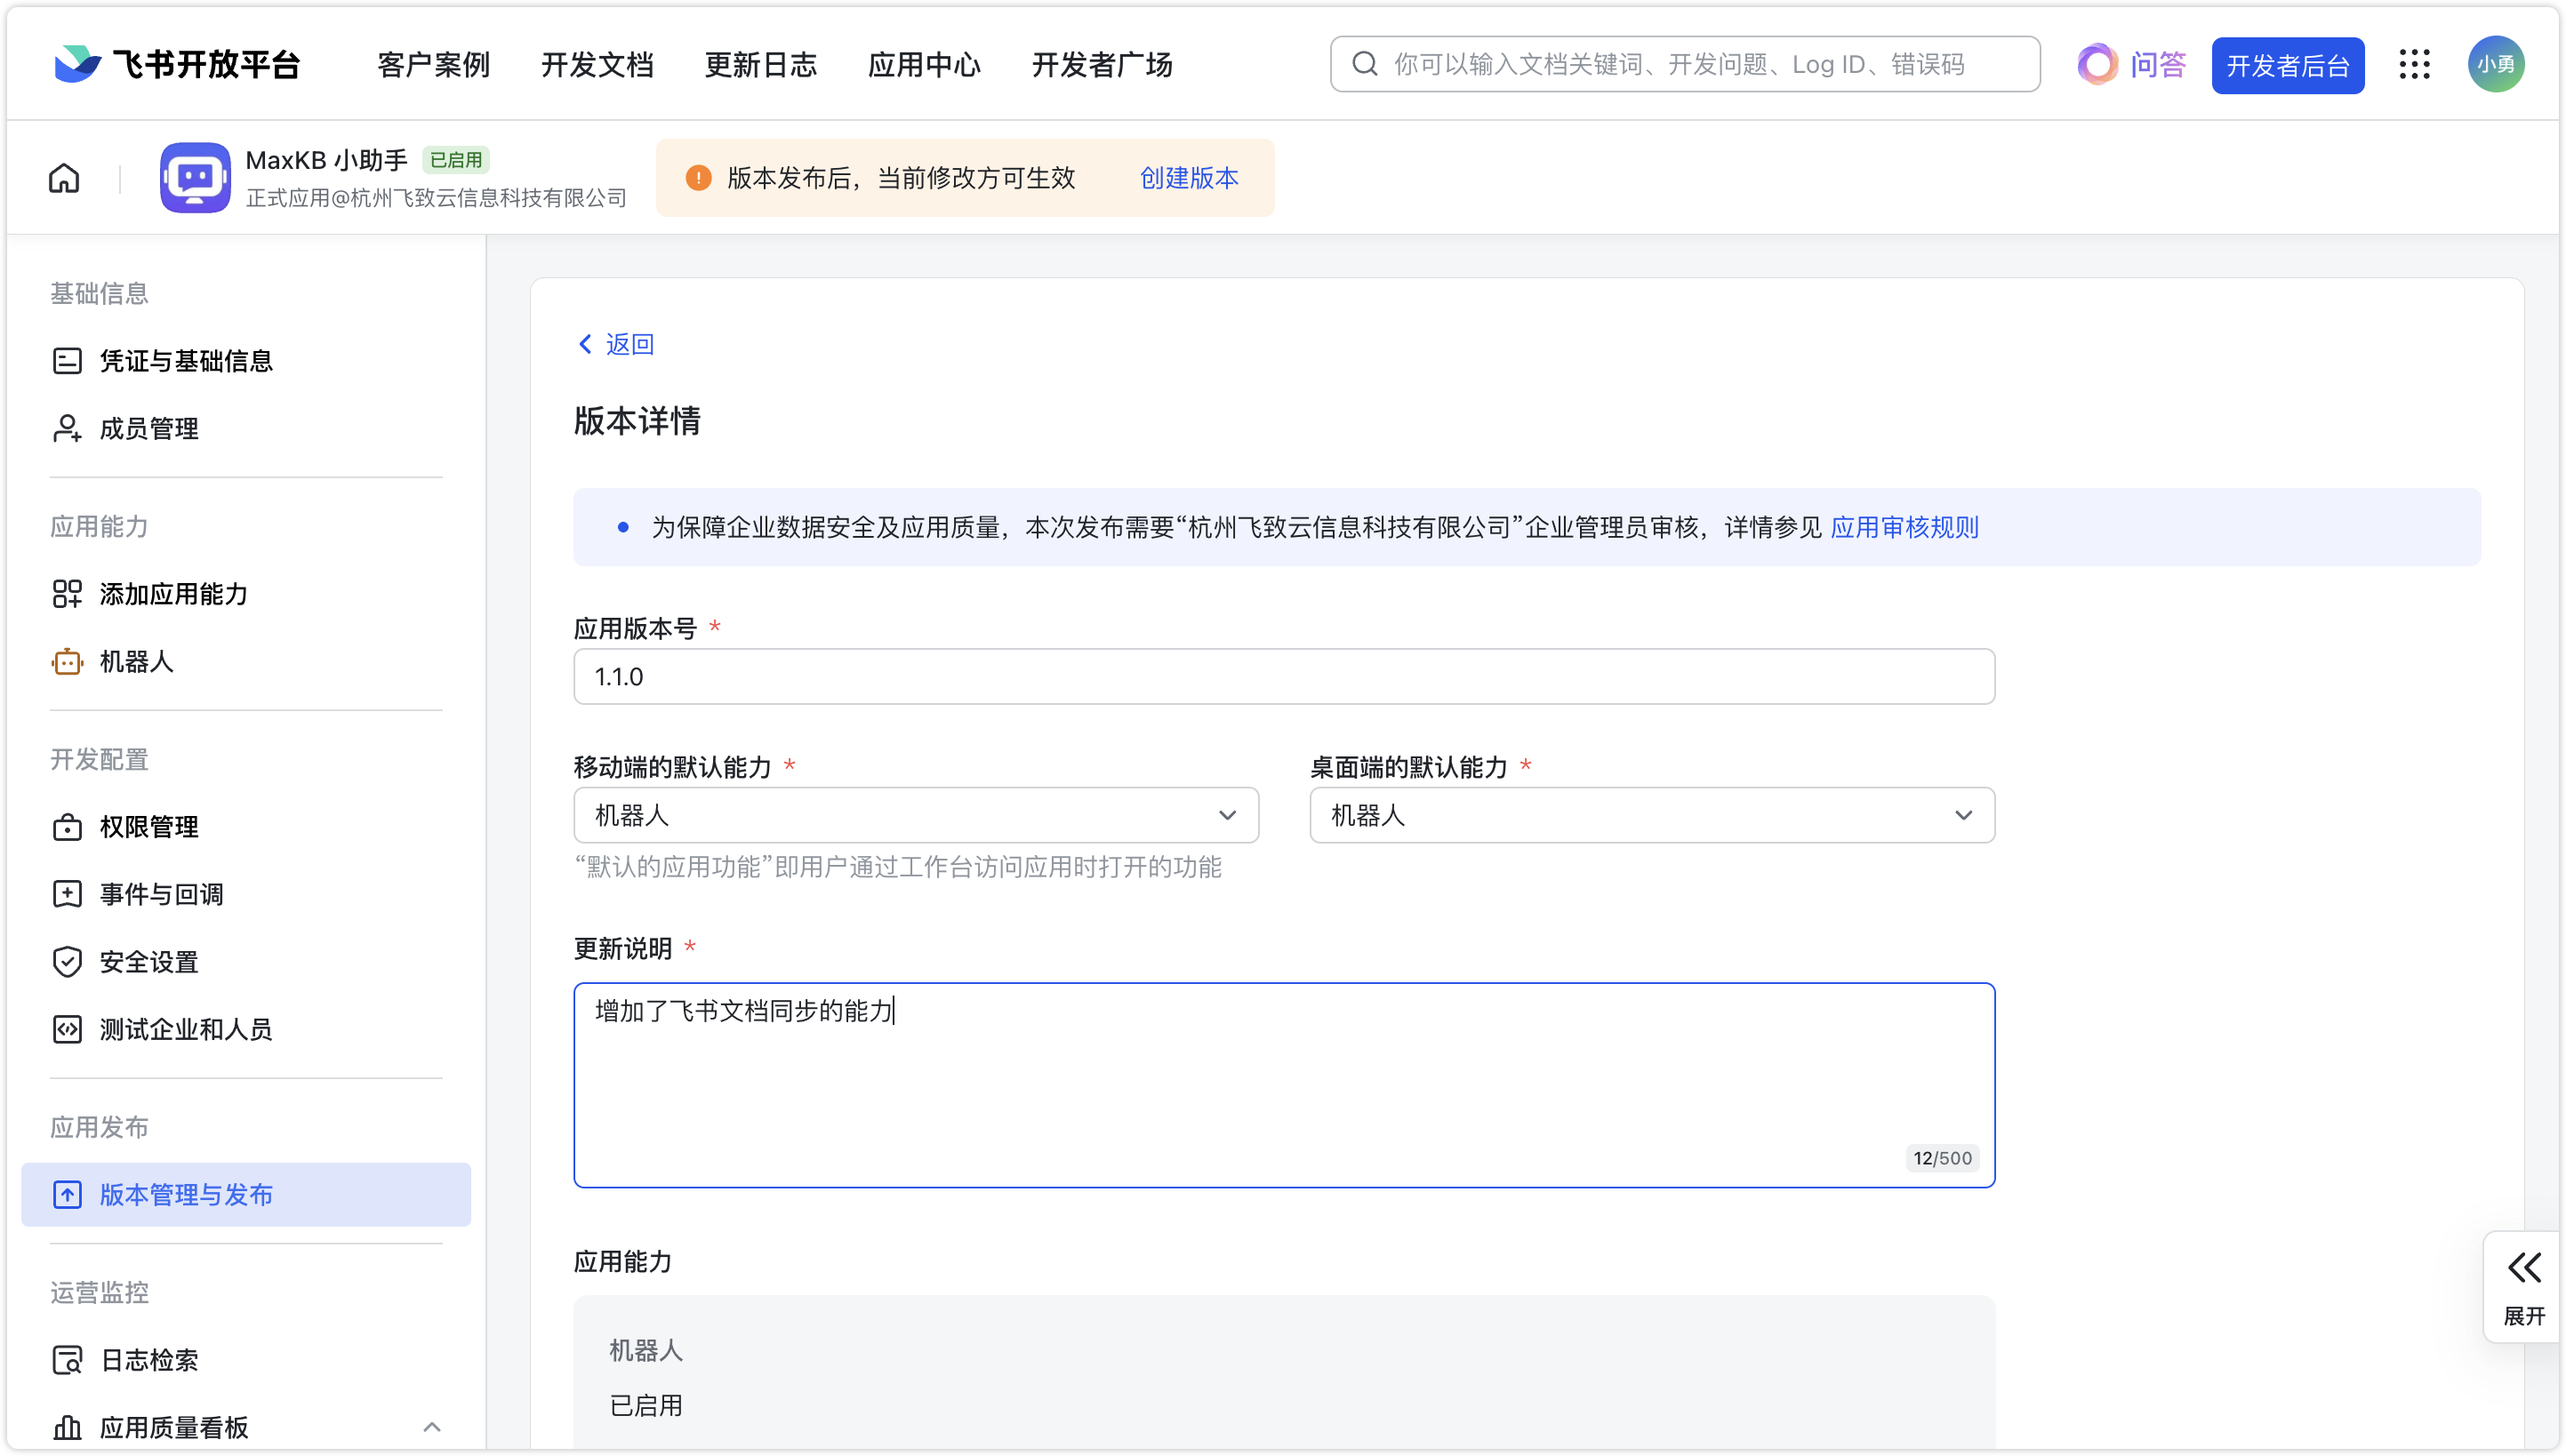 飞书开放平台
客户案例 开发文档 更新日志 应用中心 开发者广场
你可以输入文档关键词、开发问题、Log ID、错误码
问答
开发者后台
小勇
MaxKB 小助手 已启用
正式应用@杭州飞致云信息科技有限公司
版本发布后，当前修改方可生效 创建版本
基础信息
凭证与基础信息
成员管理
应用能力
添加应用能力
机器人
开发配置
权限管理
事件与回调
安全设置
测试企业和人员
应用发布
版本管理与发布
运营监控
日志检索
应用质量看板
返回
版本详情
为保障企业数据安全及应用质量，本次发布需要“杭州飞致云信息科技有限公司”企业管理员审核，详情参见 应用审核规则
应用版本号 *
1.1.0
移动端的默认能力 * 桌面端的默认能力 *
机器人 机器人
“默认的应用功能”即用户通过工作台访问应用时打开的功能
更新说明 *
增加了飞书文档同步的能力
12/500
应用能力
机器人
已启用
展开